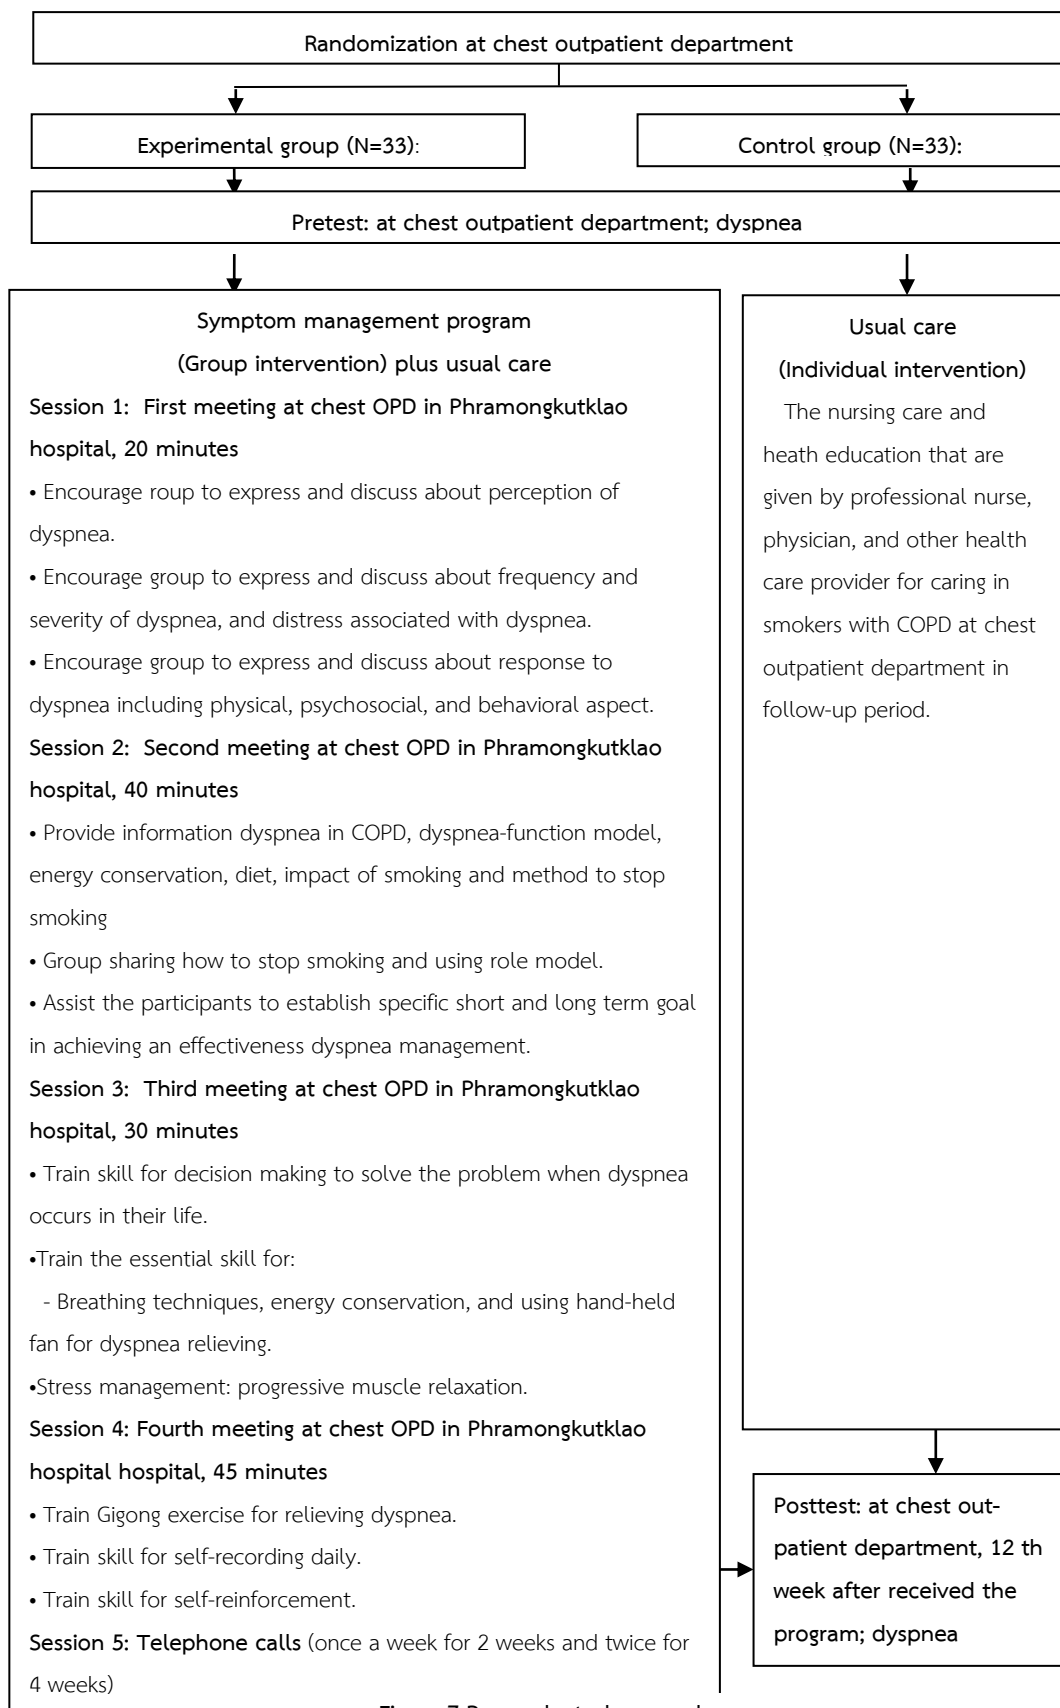 Randomization at chest outpatient department
Experimental group (N=33):
Control group (N=33):
Pretest: at chest outpatient department; dyspnea
Symptom management program
(Group intervention) plus usual care
Session 1:  First meeting at chest OPD in Phramongkutklao
hospital, 20 minutes
• Encourage roup to express and discuss about perception of
dyspnea.
• Encourage group to express and discuss about frequency and
severity of dyspnea, and distress associated with dyspnea.
• Encourage group to express and discuss about response to
dyspnea including physical, psychosocial, and behavioral aspect.
Session 2:  Second meeting at chest OPD in Phramongkutklao
hospital, 40 minutes
• Provide information dyspnea in COPD, dyspnea-function model,
energy conservation, diet, impact of smoking and method to stop
smoking
• Group sharing how to stop smoking and using role model.
• Assist the participants to establish specific short and long term goal
in achieving an effectiveness dyspnea management.
Session 3:  Third meeting at chest OPD in Phramongkutklao
hospital, 30 minutes
• Train skill for decision making to solve the problem when dyspnea
occurs in their life.
•Train the essential skill for:
- Breathing techniques, energy conservation, and using hand-held
fan for dyspnea relieving.
•Stress management: progressive muscle relaxation.
Session 4: Fourth meeting at chest OPD in Phramongkutklao
hospital hospital, 45 minutes
• Train Gigong exercise for relieving dyspnea.
• Train skill for self-recording daily.
• Train skill for self-reinforcement.
Session 5: Telephone calls (once a week for 2 weeks and twice for
4 weeks)
Usual care
(Individual intervention)
The nursing care and
heath education that are
given by professional nurse,
physician, and other health
care provider for caring in
smokers with COPD at chest
outpatient department in
follow-up period.
Posttest: at chest out-
patient department, 12 th
week after received the
program; dyspnea